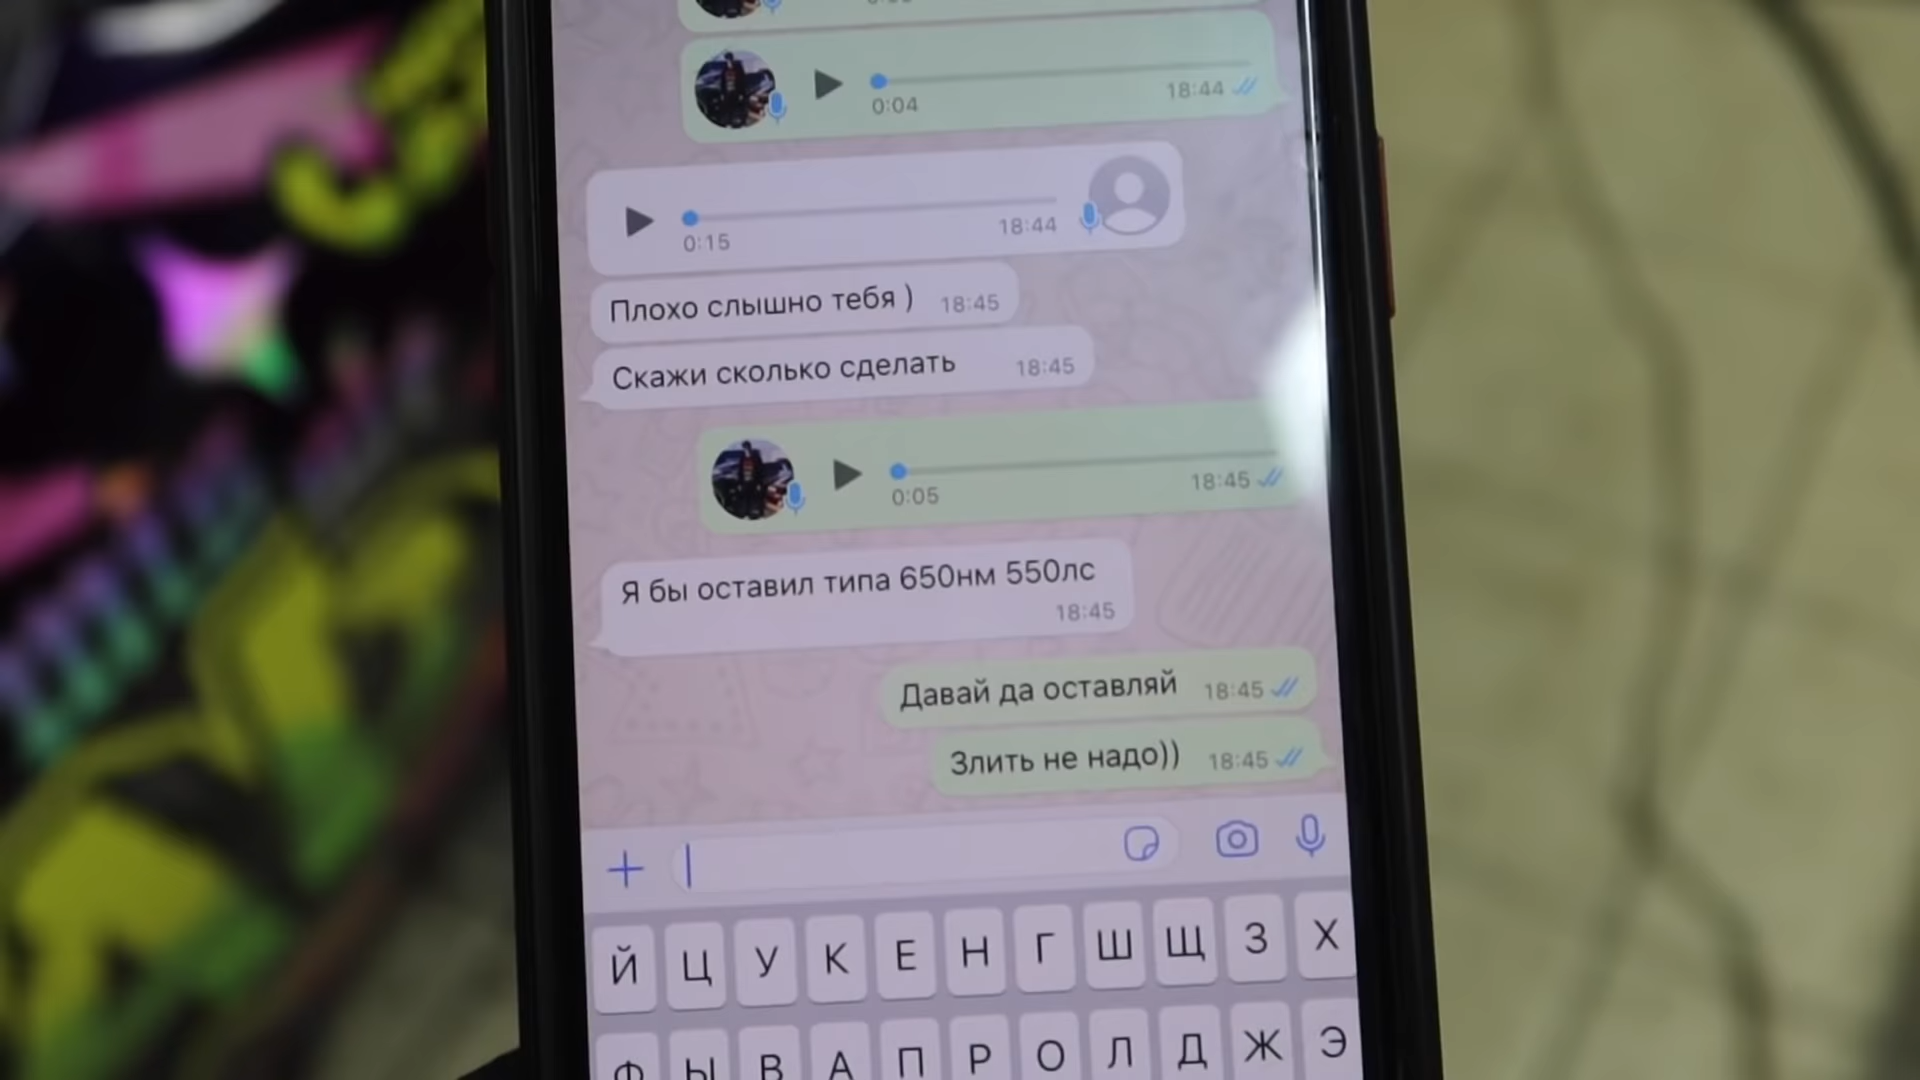 0:04 18:44
0:15 18:44
Плохо слышно тебя ) 18:45
Скажи сколько сделать 18:45
0:05 18:45
Я бы оставил типа 650нм 550лс
18:45
Давай да оставляй 18:45
Злить не надо)) 18:45
Й Ц У К Е Н Г Ш Щ З Х
Ф Ы В А П Р О Л Д Ж Э